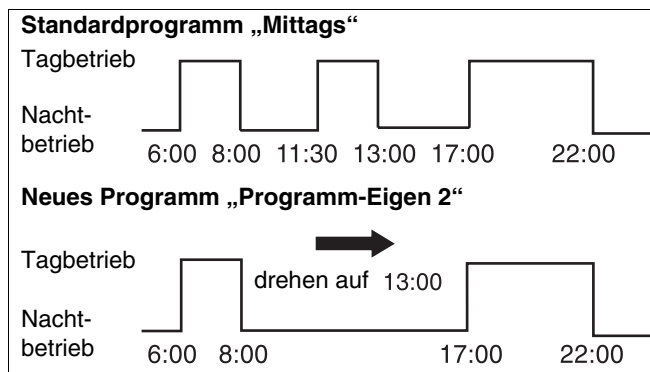 Standardprogramm „Mittags“
Tagbetrieb
Nacht-
betrieb
6:00 8:00 11:30 13:00 17:00 22:00
Neues Programm „Programm-Eigen 2“
Tagbetrieb
drehen auf 13:00
Nacht-
betrieb
6:00 8:00 17:00 22:00